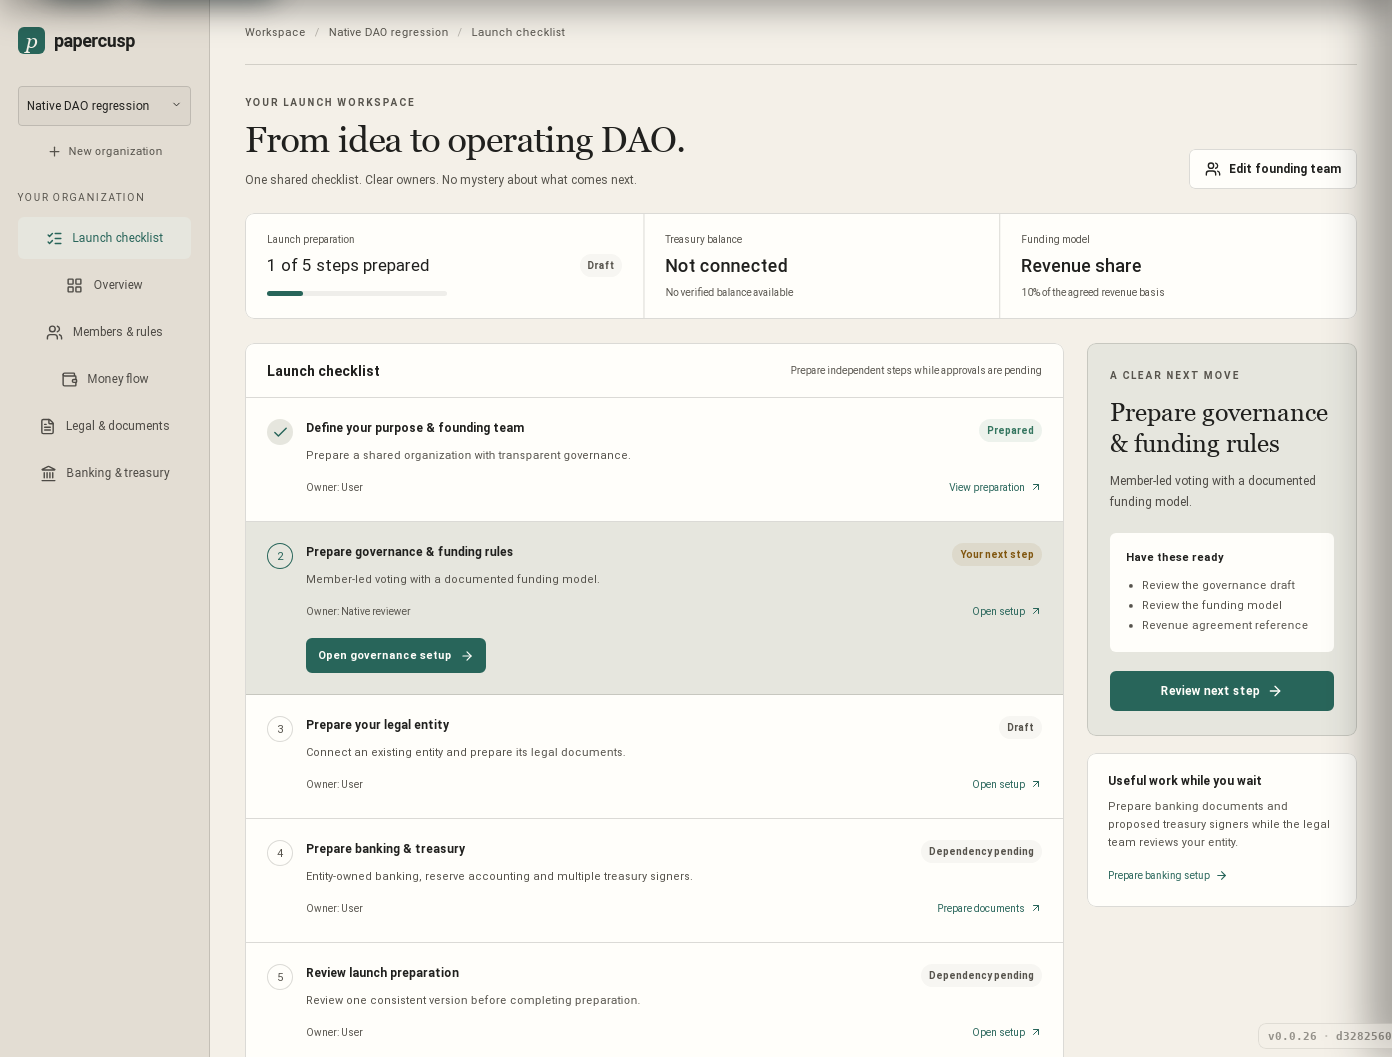 p papercusp
Native DAO regression
New organization
YOUR ORGANIZATION
Launch checklist
Overview
Members & rules
Money flow
Legal & documents
Banking & treasury
Workspace / Native DAO regression / Launch checklist
YOUR LAUNCH WORKSPACE
From idea to operating DAO.
One shared checklist. Clear owners. No mystery about what comes next.
Edit founding team
Launch preparation
1 of 5 steps prepared
Draft
Treasury balance
Not connected
No verified balance available
Funding model
Revenue share
10% of the agreed revenue basis
Launch checklist
Prepare independent steps while approvals are pending
Define your purpose & founding team
Prepared
Prepare a shared organization with transparent governance.
Owner: User
View preparation
2
Prepare governance & funding rules
Your next step
Member-led voting with a documented funding model.
Owner: Native reviewer
Open setup
Open governance setup
3
Prepare your legal entity
Draft
Connect an existing entity and prepare its legal documents.
Owner: User
Open setup
4
Prepare banking & treasury
Dependency pending
Entity-owned banking, reserve accounting and multiple treasury signers.
Owner: User
Prepare documents
5
Review launch preparation
Dependency pending
Review one consistent version before completing preparation.
Owner: User
Open setup
A CLEAR NEXT MOVE
Prepare governance
& funding rules
Member-led voting with a documented
funding model.
Have these ready
• Review the governance draft
• Review the funding model
• Revenue agreement reference
Review next step
Useful work while you wait
Prepare banking documents and
proposed treasury signers while the legal
team reviews your entity.
Prepare banking setup
v0.0.26 · d3282560